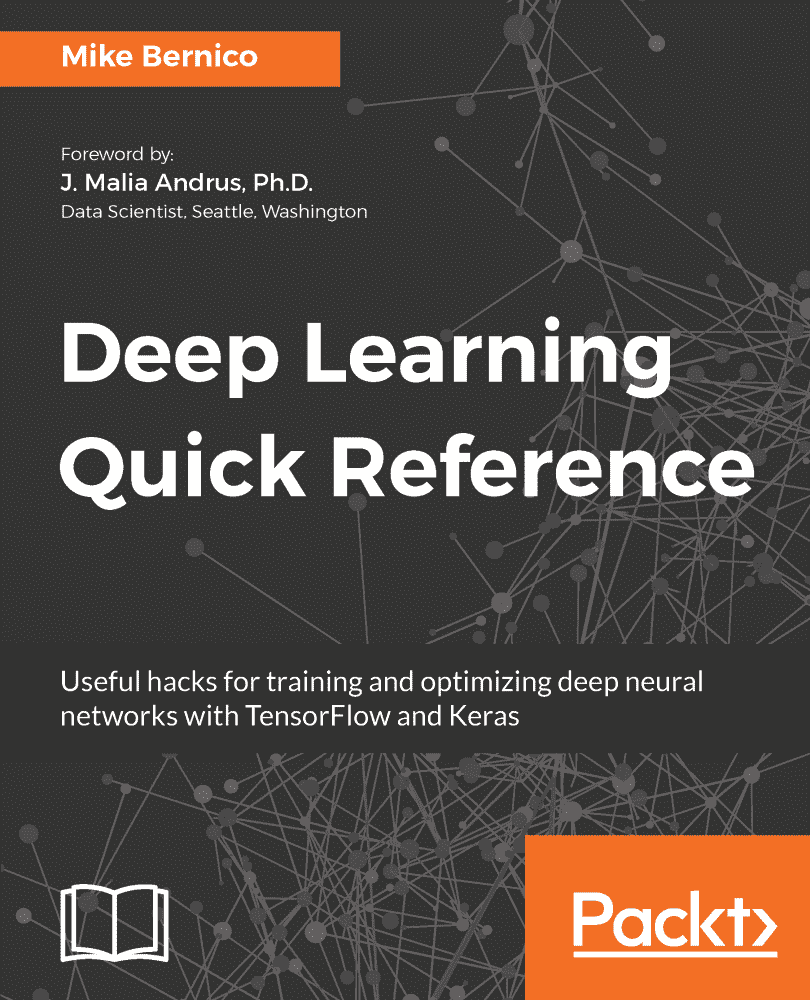 Mike Bernico
Foreword by:
J. Malia Andrus, Ph.D.
Data Scientist, Seattle, Washington
Deep Learning
Quick Reference
Useful hacks for training and optimizing deep neural
networks with TensorFlow and Keras
Packt>